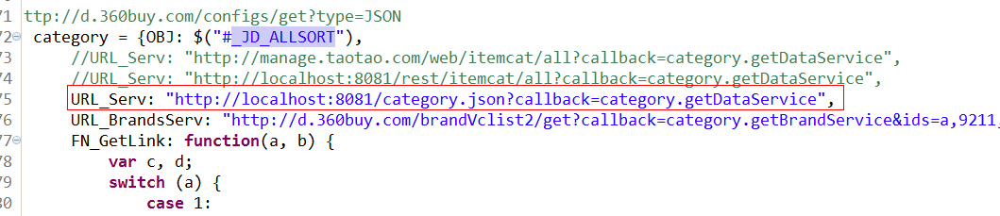 71 ttp://d.360buy.com/configs/get?type=JSON
72 category = {OBJ: $("#_JD_ALLSORT"),
73 //URL_Serv: "http://manage.taotao.com/web/itemcat/all?callback=category.getDataService",
74 //URL_Serv: "http://localhost:8081/rest/itemcat/all?callback=category.getDataService",
75 URL_Serv: "http://localhost:8081/category.json?callback=category.getDataService",
76 URL_BrandsServ: "http://d.360buy.com/brandVclist2/get?callback=category.getBrandService&ids=a,9211,
77 FN_GetLink: function(a, b) {
78 var c, d;
79 switch (a) {
80 case 1: